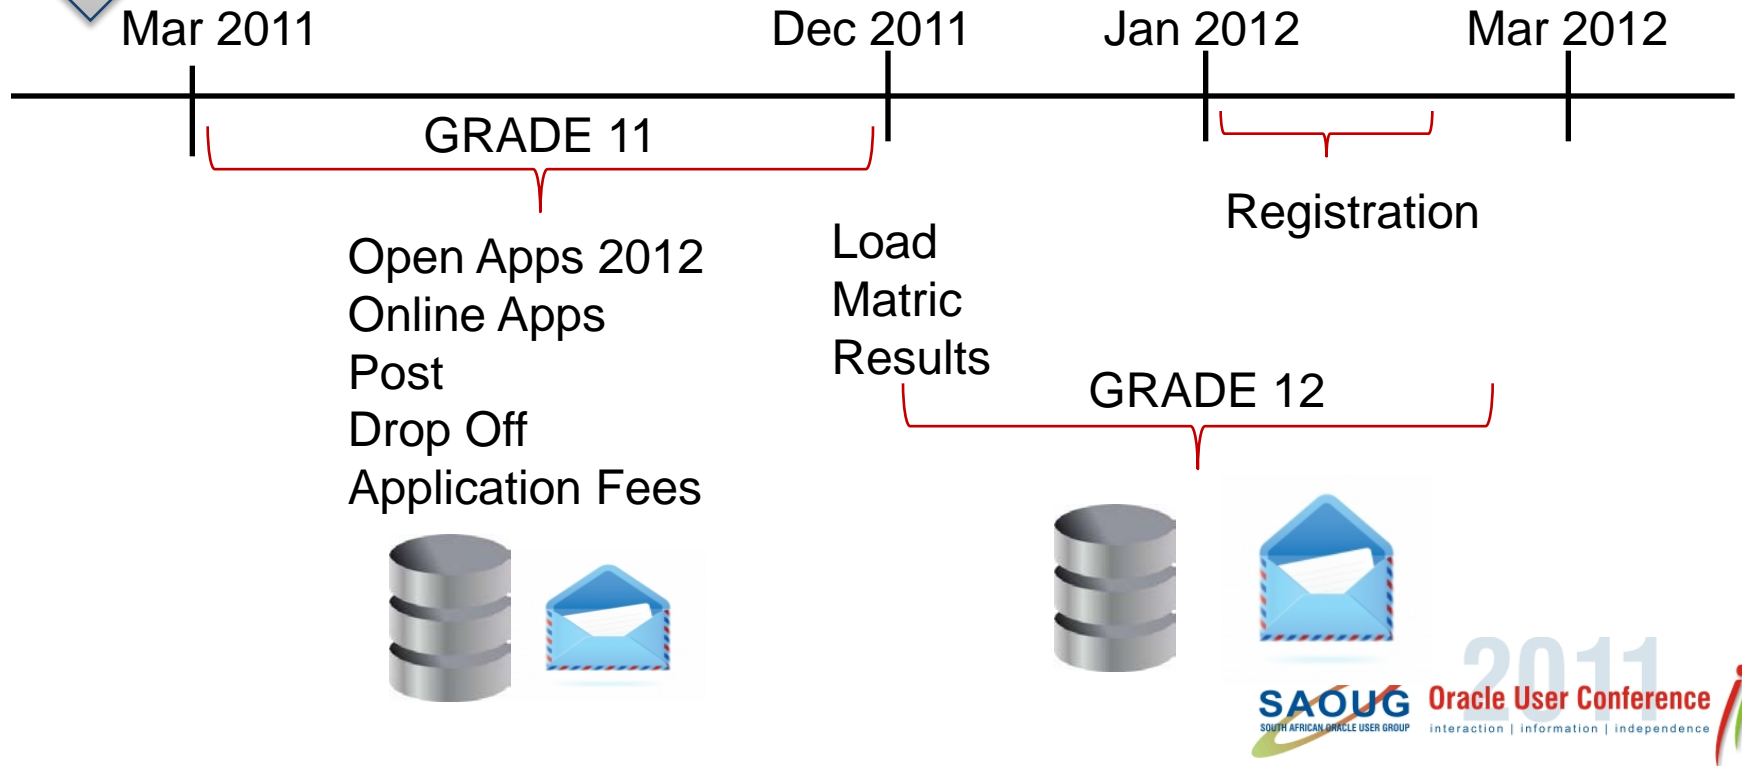 Mar 2011
Dec 2011
Jan 2012
Mar 2012
GRADE 11
Open Apps 2012
Online Apps
Post
Drop Off
Application Fees
Load
Matric
Results
Registration
GRADE 12
2011
SAOUG
SOUTH AFRICAN ORACLE USER GROUP
Oracle User Conference
interaction | information | independence